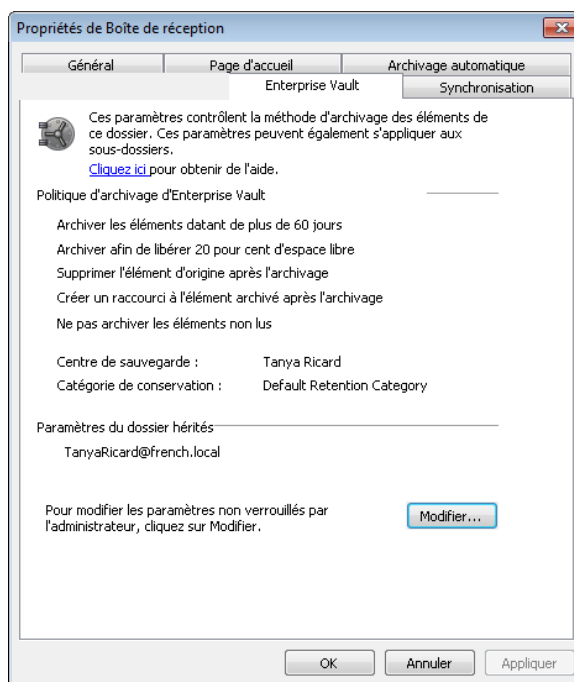 Propriétés de Boîte de réception
Général
Page d'accueil
Archivage automatique
Enterprise Vault
Synchronisation
Ces paramètres contrôlent la méthode d'archivage des éléments de
ce dossier. Ces paramètres peuvent également s'appliquer aux
sous-dossiers.
Cliquez ici pour obtenir de l'aide.
Politique d'archivage d'Enterprise Vault
Archiver les éléments datant de plus de 60 jours
Archiver afin de libérer 20 pour cent d'espace libre
Supprimer l'élément d'origine après l'archivage
Créer un raccourci à l'élément archivé après l'archivage
Ne pas archiver les éléments non lus
Centre de sauvegarde : Tanya Ricard
Catégorie de conservation : Default Retention Category
Paramètres du dossier hérités
TanyaRicard@french.local
Pour modifier les paramètres non verrouillés par
l'administrateur, cliquez sur Modifier.
Modifier...
OK
Annuler
Appliquer